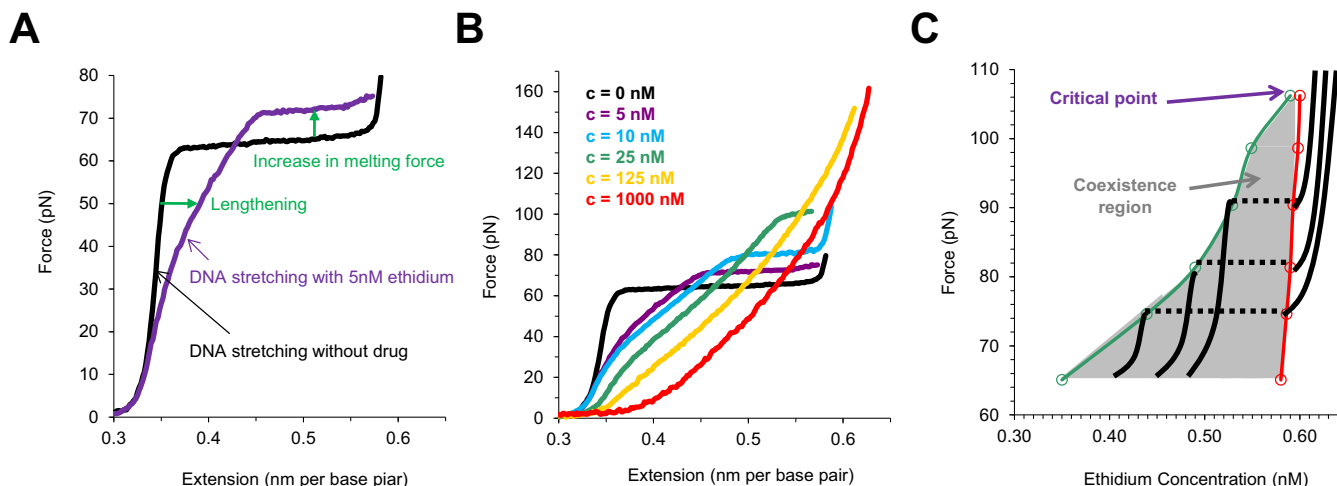 A
80
70
60
50
40
30
20
10
0
Force (pN)
0.3
0.4
0.5
0.6
Extension (nm per base piar)
Increase in melting force
Lengthening
DNA stretching with 5nM ethidium
DNA stretching without drug
B
160
140
120
100
80
60
40
20
0
Force (pN)
0.3
0.4
0.5
0.6
Extension (nm per base pair)
c = 0 nM
c = 5 nM
c = 10 nM
c = 25 nM
c = 125 nM
c = 1000 nM
C
110
100
90
80
70
60
Force (pN)
0.30
0.40
0.50
0.60
Ethidium Concentration (nM)
Critical point
Coexistence
region